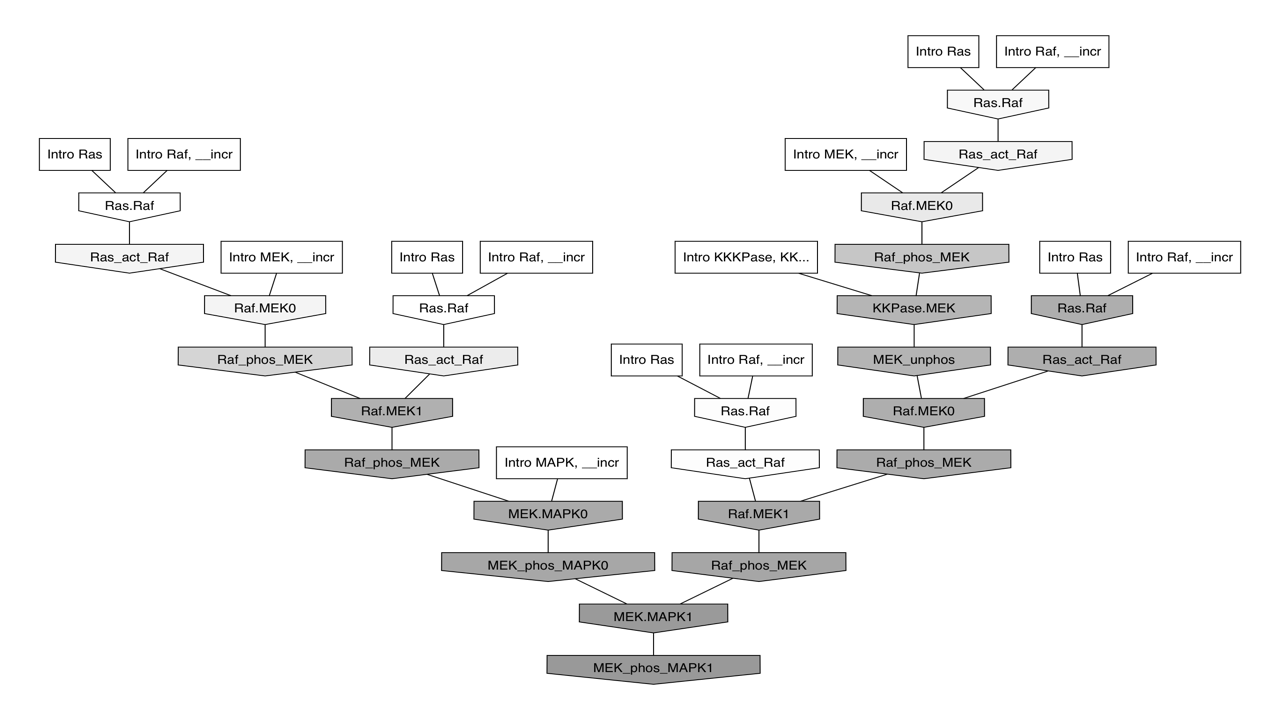 Intro Ras
Intro Raf, __incr
Ras.Raf
Intro Ras
Intro Raf, __incr
Intro MEK, __incr
Ras_act_Raf
Ras.Raf
Raf.MEK0
Ras_act_Raf
Intro MEK, __incr
Intro Ras
Intro Raf, __incr
Intro KKKPase, KK...
Raf_phos_MEK
Intro Ras
Intro Raf, __incr
Raf.MEK0
Ras.Raf
KKPase.MEK
Ras.Raf
Raf_phos_MEK
Ras_act_Raf
Intro Ras
Intro Raf, __incr
MEK_unphos
Ras_act_Raf
Raf.MEK1
Ras.Raf
Raf.MEK0
Raf_phos_MEK
Intro MAPK, __incr
Ras_act_Raf
Raf_phos_MEK
MEK.MAPK0
Raf.MEK1
MEK_phos_MAPK0
Raf_phos_MEK
MEK.MAPK1
MEK_phos_MAPK1